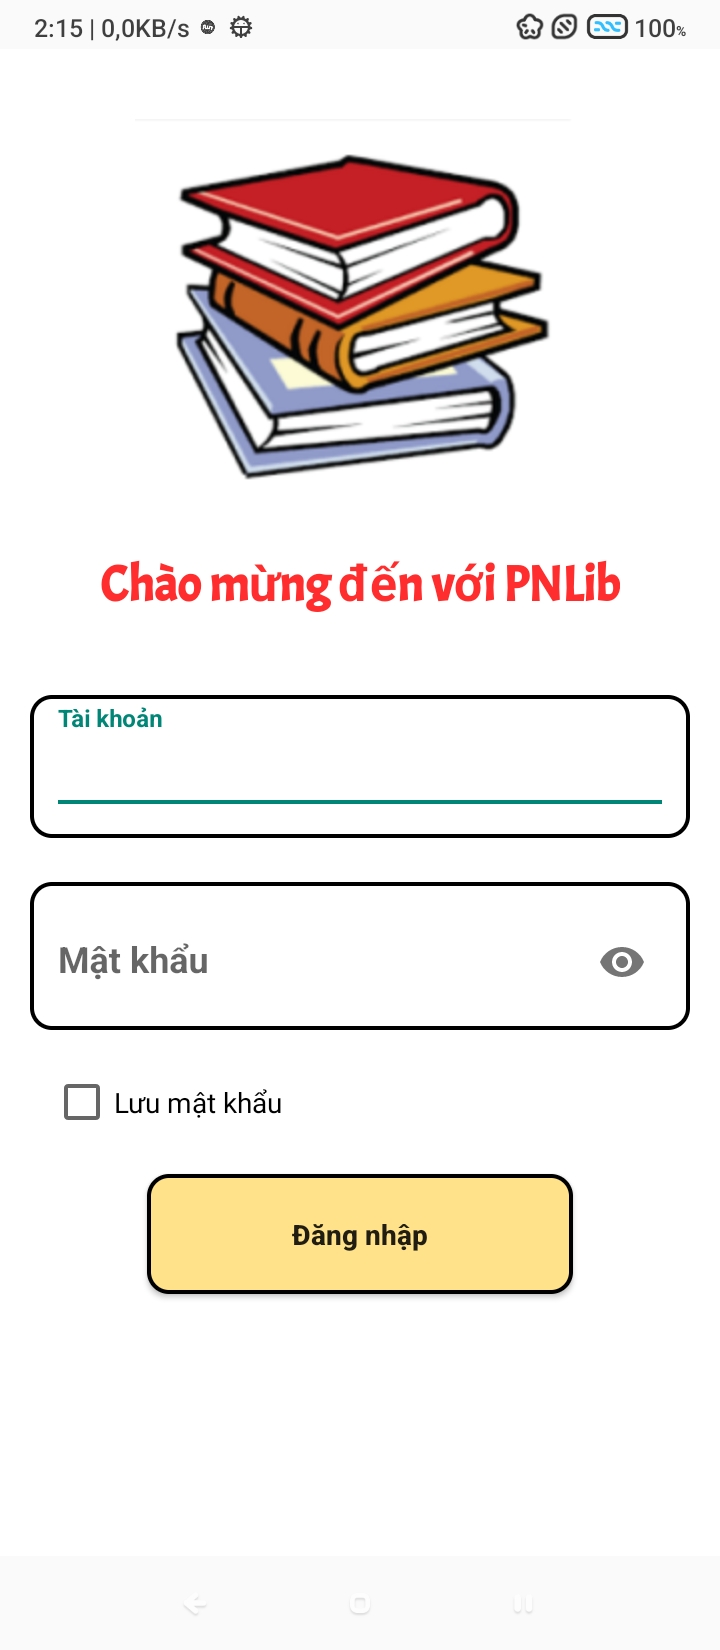 2:15 | 0,0KB/s
100%
Chào mừng đến với PNLib
Tài khoản
Mật khẩu
Lưu mật khẩu
Đăng nhập